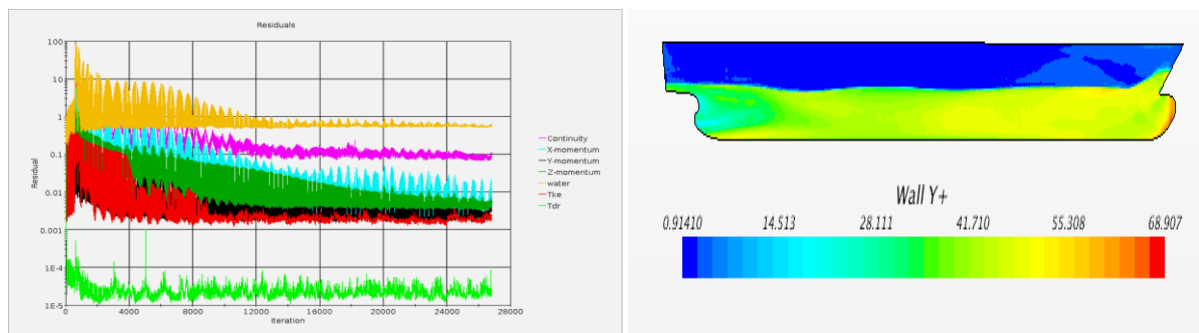 Residuals
100
10
1
0.1
0.01
0.001
1E-4
1E-5
Residual
0 4000 8000 12000 16000 20000 24000 28000
Iteration
Continuity
X-momentum
Y-momentum
Z-momentum
water
Tke
Tdr
Wall Y+
0.91410 14.513 28.111 41.710 55.308 68.907